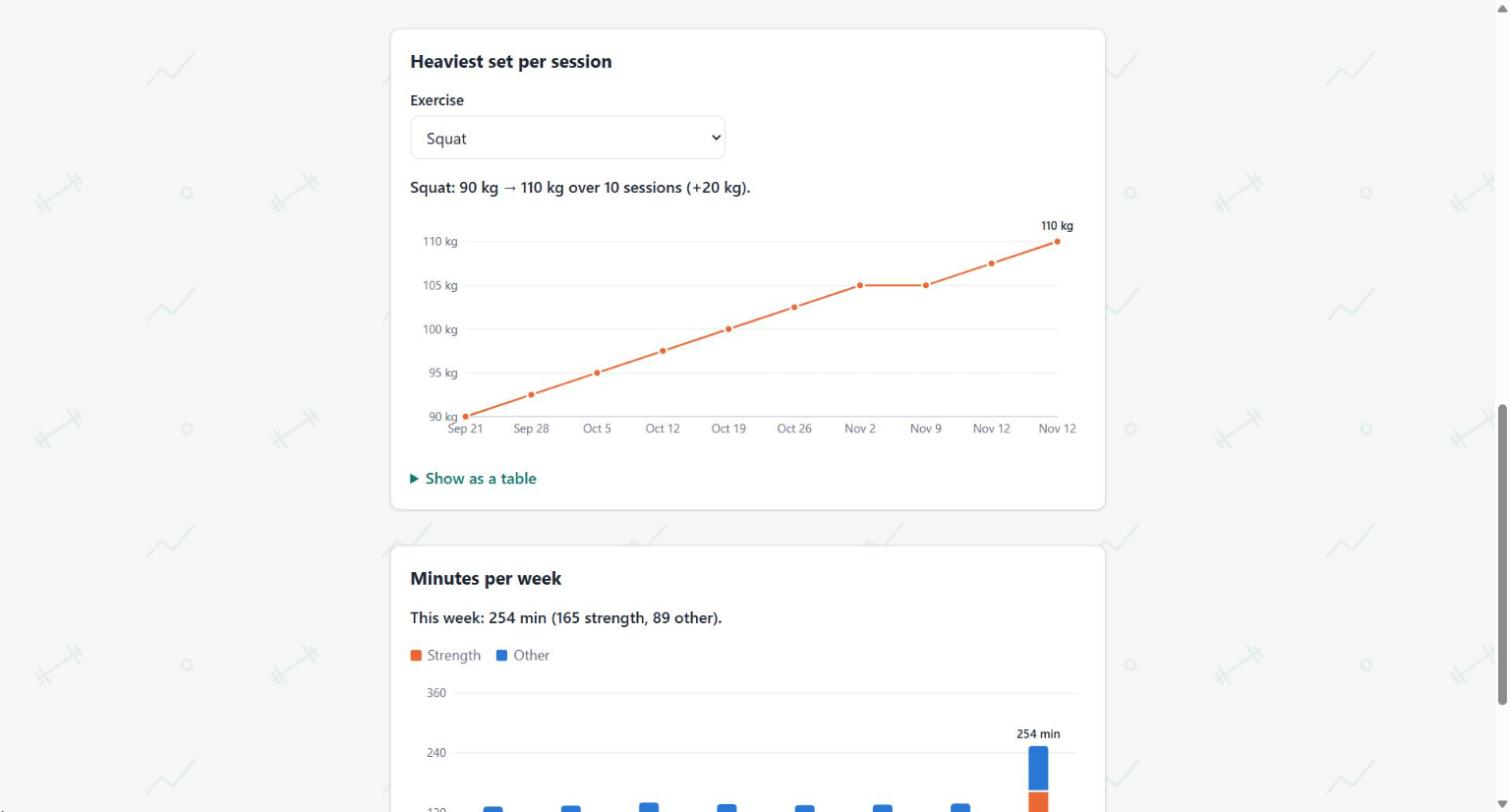 Heaviest set per session
Exercise
Squat
Squat: 90 kg → 110 kg over 10 sessions (+20 kg).
110 kg
110 kg
105 kg
100 kg
95 kg
90 kg
Sep 21 Sep 28 Oct 5 Oct 12 Oct 19 Oct 26 Nov 2 Nov 9 Nov 12 Nov 12
Show as a table
Minutes per week
This week: 254 min (165 strength, 89 other).
Strength Other
360
254 min
240
120